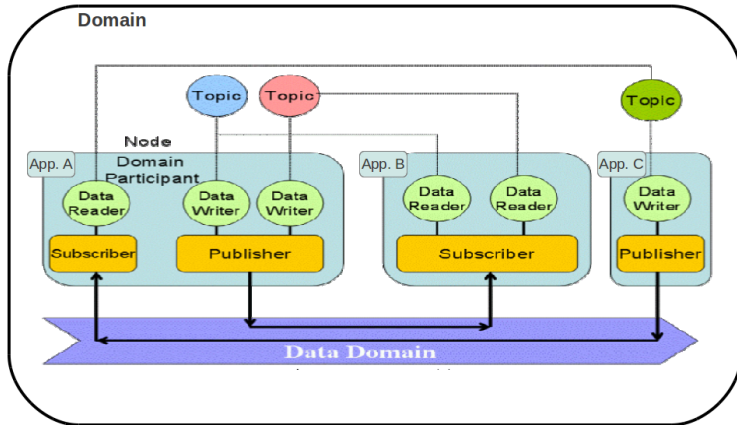 Domain
Topic
Topic
Topic
Node
App. A
Domain
Participant
App. B
App. C
Data
Reader
Data
Writer
Data
Writer
Data
Reader
Data
Reader
Data
Writer
Subscriber
Publisher
Subscriber
Publisher
Data Domain